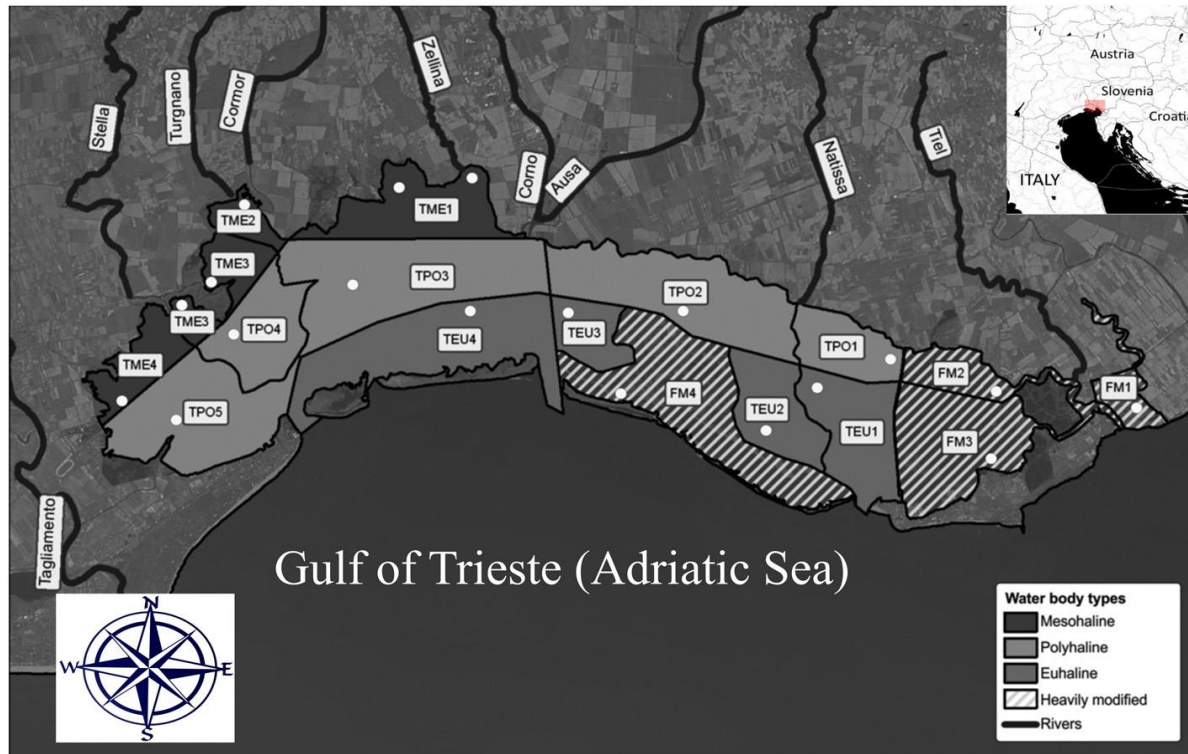 Stella
Turgnano
Cormor
Zellina
Corno
Ausa
Natissa
Tiel
Tagliamento
Austria
Slovenia
Croatia
ITALY
TME1
TME2
TME3
TME3
TME4
TPO3
TPO4
TPO5
TEU4
TEU3
TPO2
TPO1
FM2
FM1
FM4
TEU2
TEU1
FM3
Gulf of Trieste (Adriatic Sea)
N
W
E
S
Water body types
Mesohaline
Polyhaline
Euhaline
Heavily modified
Rivers